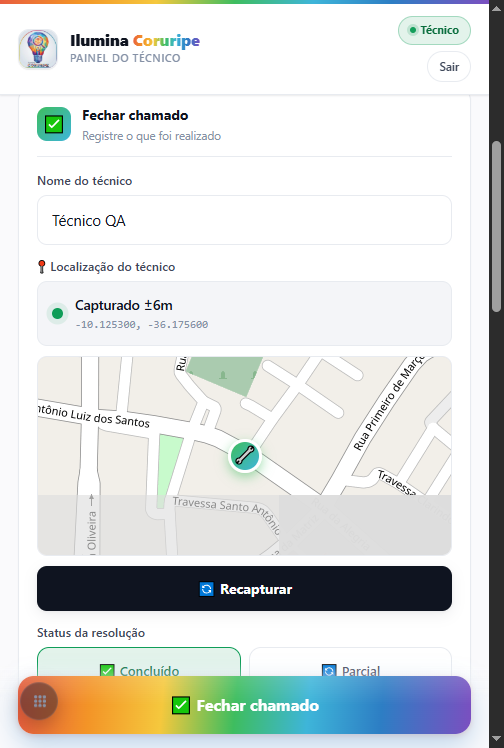 Ilumina Coruripe
PAINEL DO TÉCNICO
Técnico
Sair
Fechar chamado
Registre o que foi realizado
Nome do técnico
Técnico QA
Localização do técnico
Capturado ±6m
-10.125300, -36.175600
Rua Primeiro de Março
ntônio Luiz dos Santos
Travessa
Travessa Santo Antônio
Oliveira
Recapturar
Status da resolução
Concluído
Parcial
Fechar chamado